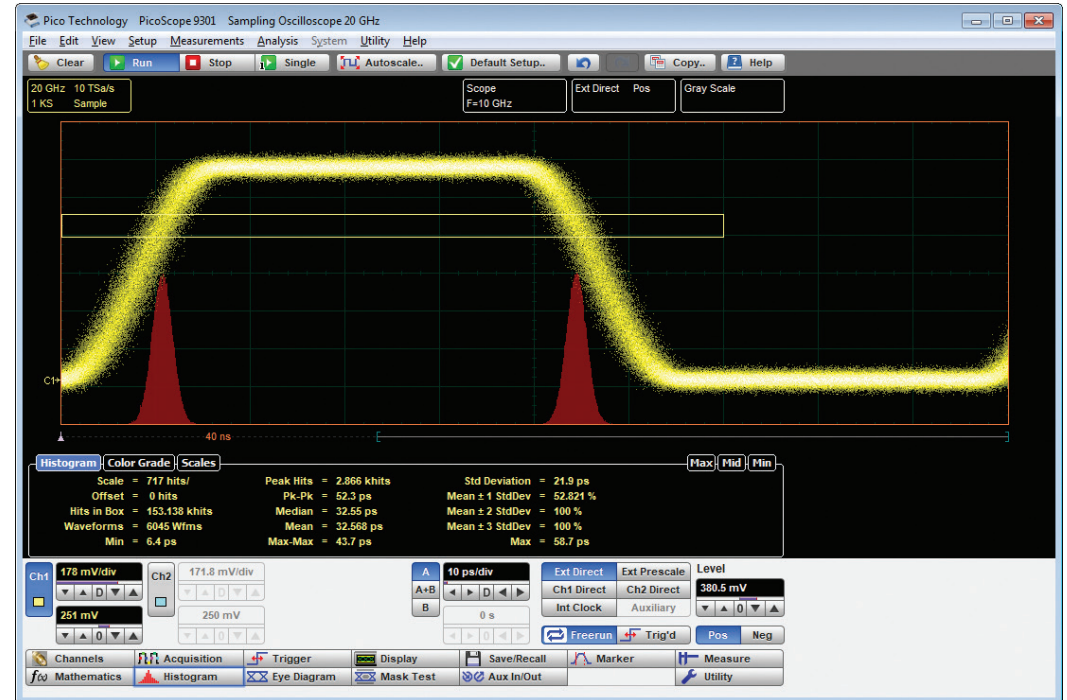 Pico Technology PicoScope 9301 Sampling Oscilloscope 20 GHz
File Edit View Setup Measurements Analysis System Utility Help
Clear Run Stop Single Autoscale.. Default Setup.. Copy.. Help
20 GHz 10 TSa/s
1 KS Sample
Scope
F=10 GHz
Ext Direct Pos
Gray Scale
C1
40 ns
Histogram Color Grade Scales Max Mid Min
Scale = 717 hits/ Peak Hits = 2.866 khits Std Deviation = 21.9 ps
Offset = 0 hits Pk-Pk = 52.3 ps Mean ± 1 StdDev = 52.821 %
Hits in Box = 153.138 khits Median = 32.55 ps Mean ± 2 StdDev = 100 %
Waveforms = 6045 Wfms Mean = 32.568 ps Mean ± 3 StdDev = 100 %
Min = 6.4 ps Max-Max = 43.7 ps Max = 58.7 ps
Ch1 178 mV/div Ch2 171.8 mV/div A 10 ps/div Ext Direct Ext Prescale Level
D D A+B D Ch1 Direct Ch2 Direct 380.5 mV
251 mV 250 mV B 0 s Int Clock Auxiliary 0
0 0 0 Freerun Trig'd Pos Neg
Channels Acquisition Trigger Display Save/Recall Marker Measure
f(x) Mathematics Histogram Eye Diagram Mask Test Aux In/Out Utility